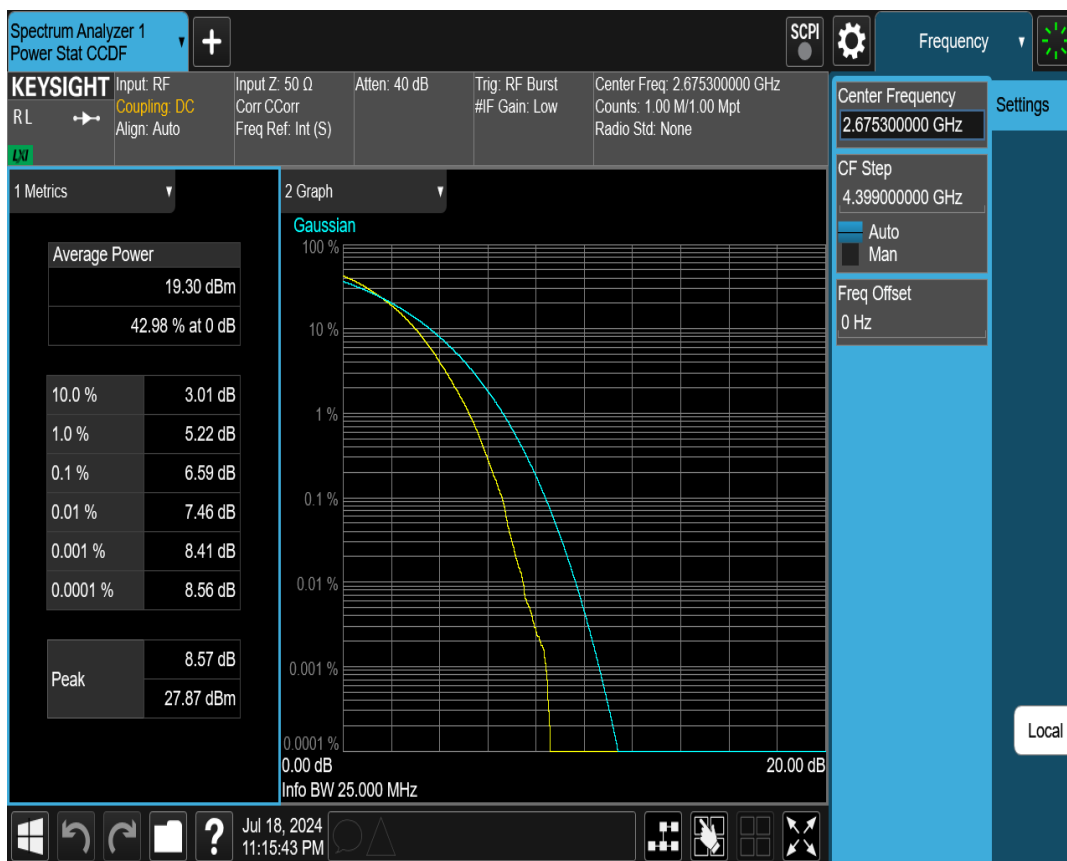 Spectrum Analyzer 1
Power Stat CCDF
SCPI
Frequency
KEYSIGHT
RL
LXI
Input: RF
Coupling: DC
Align: Auto
Input Z: 50 Ω
Corr CCorr
Freq Ref: Int (S)
Atten: 40 dB
Trig: RF Burst
#IF Gain: Low
Center Freq: 2.675300000 GHz
Counts: 1.00 M/1.00 Mpt
Radio Std: None
Center Frequency
2.675300000 GHz
Settings
CF Step
4.399000000 GHz
Auto
Man
Freq Offset
0 Hz
Local
1 Metrics
Average Power
19.30 dBm
42.98 % at 0 dB
10.0 % 3.01 dB
1.0 % 5.22 dB
0.1 % 6.59 dB
0.01 % 7.46 dB
0.001 % 8.41 dB
0.0001 % 8.56 dB
Peak
8.57 dB
27.87 dBm
2 Graph
Gaussian
100 %
10 %
1 %
0.1 %
0.01 %
0.001 %
0.0001 %
0.00 dB 20.00 dB
Info BW 25.000 MHz
?
Jul 18, 2024
11:15:43 PM